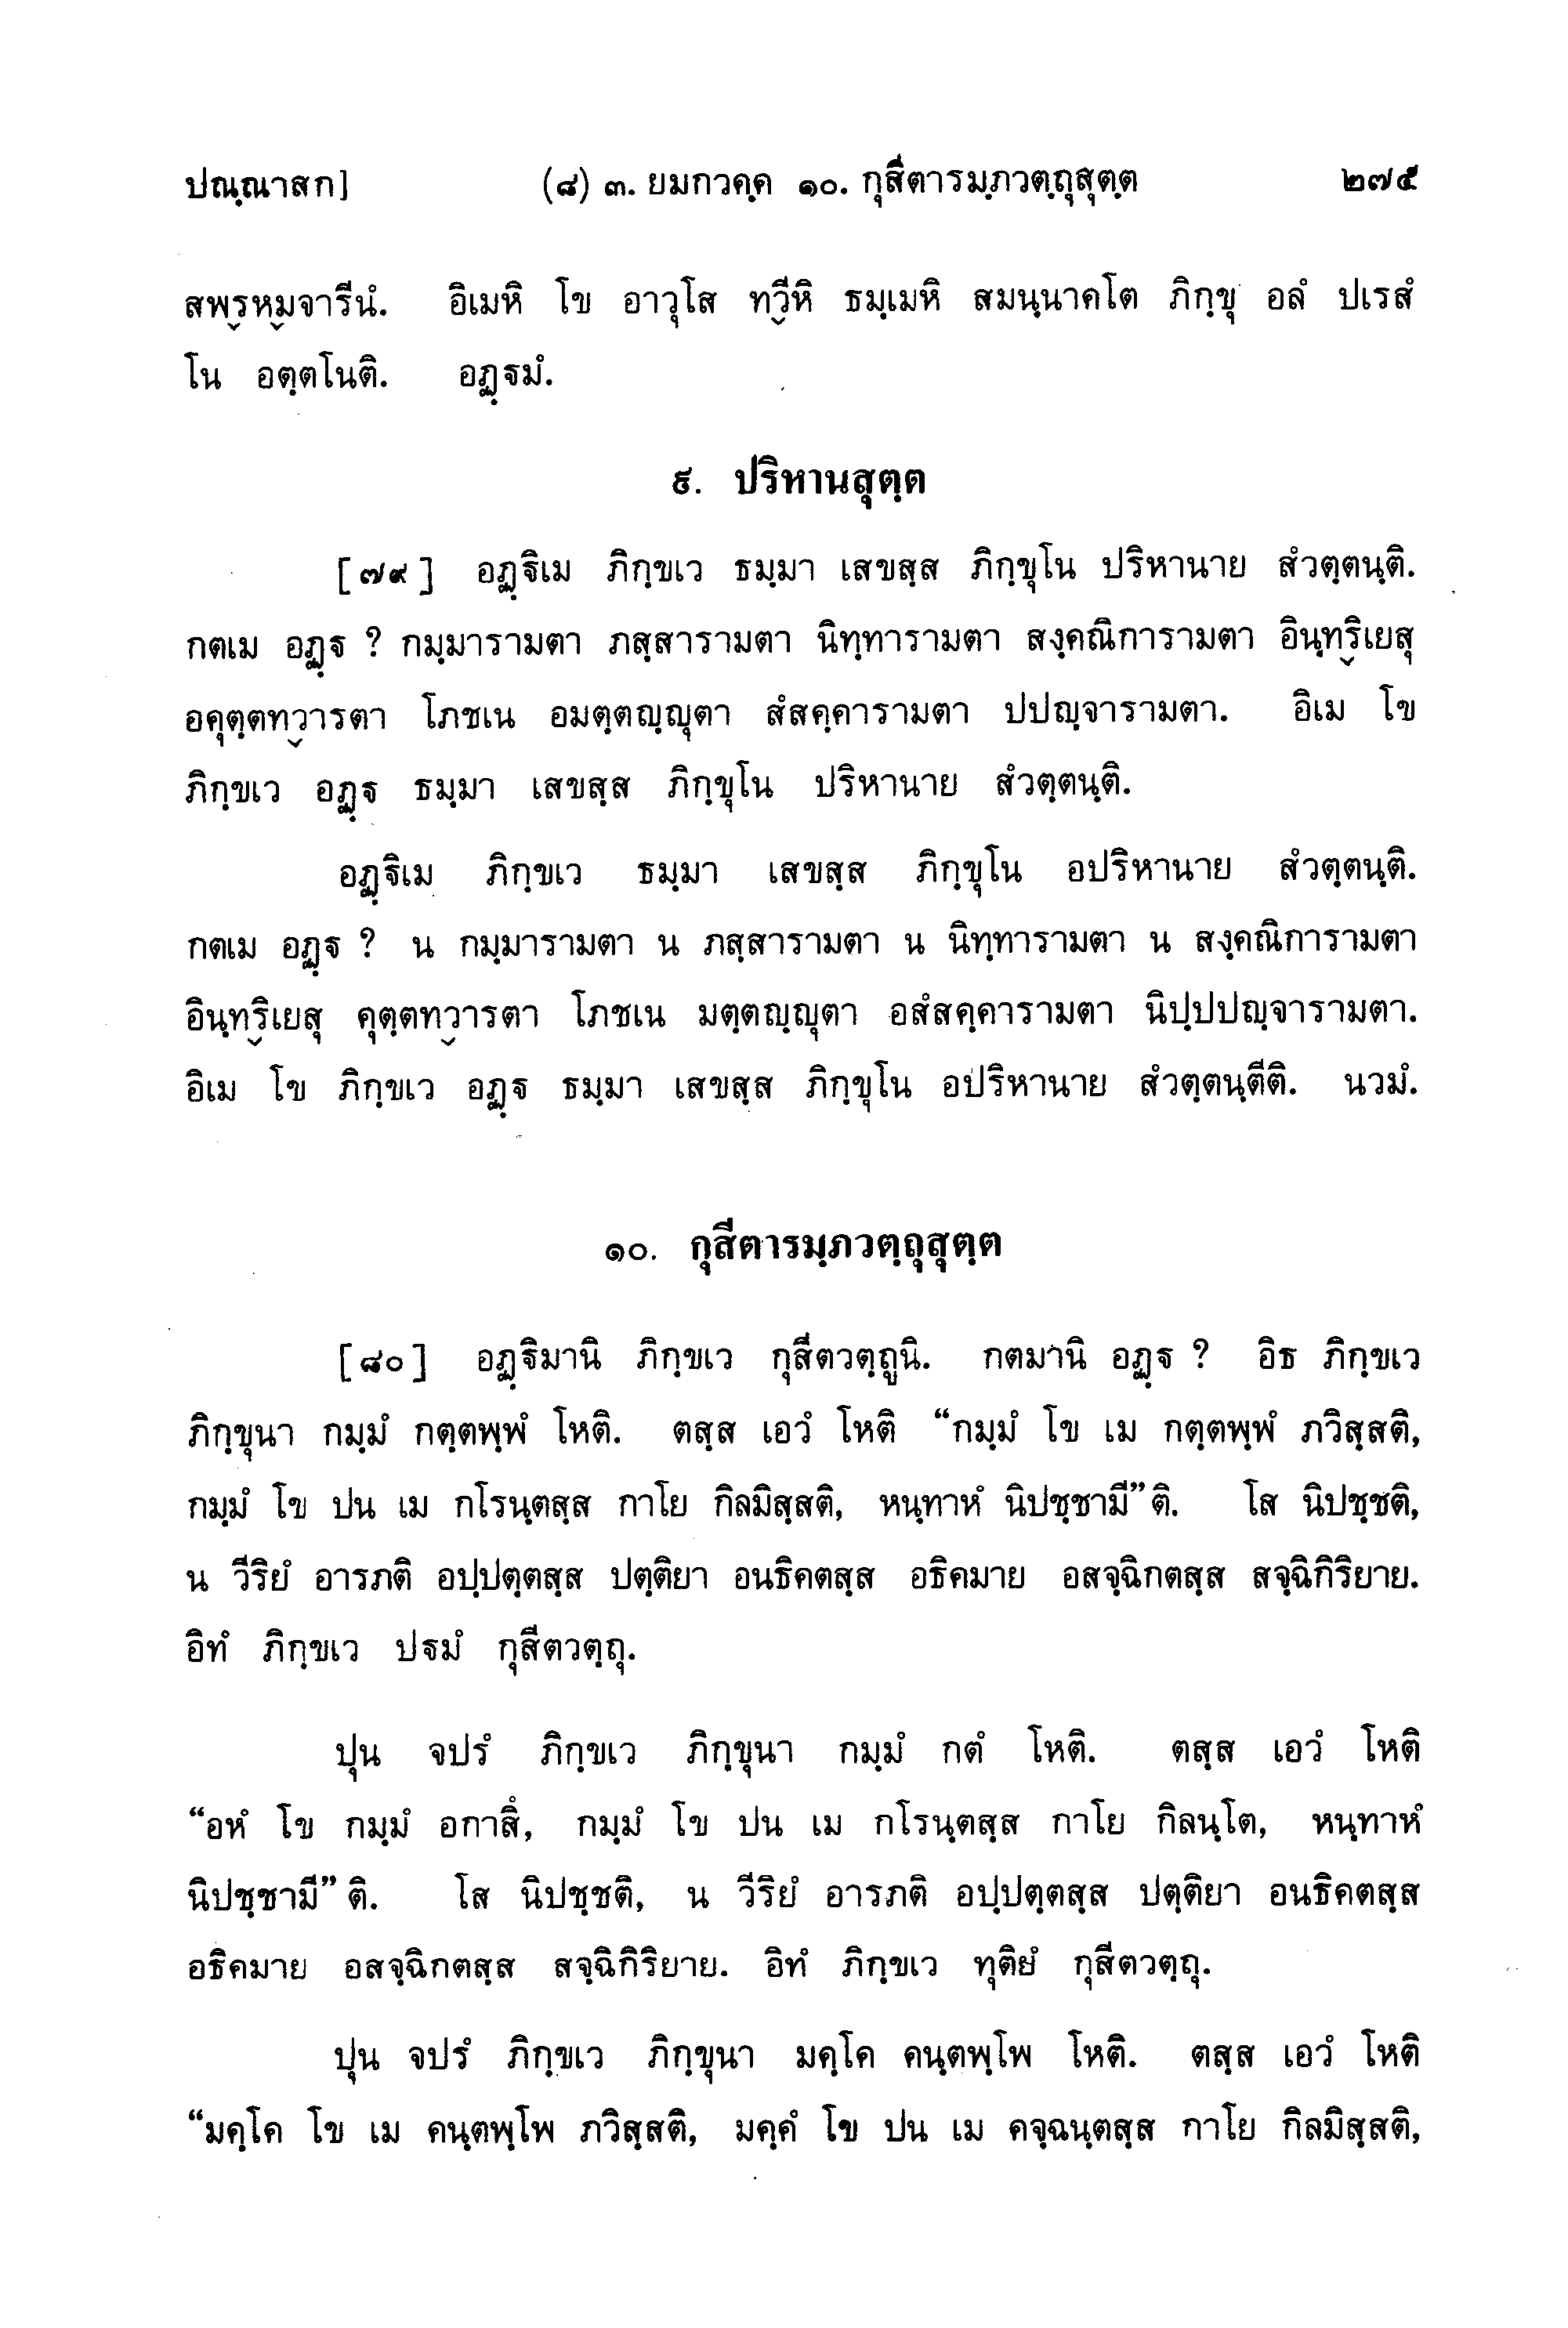 ปณฺณาสก] (๘) ๓. ยมกวคฺค ๑๐. กุสีตารมฺภวตฺถุสุตฺต ๒๗๕
สพฺรหฺมจารีนํ. อิเมหิ โข อาวุโส ทฺวีหิ ธมฺเมหิ สมนฺนาคโต ภิกฺขุ อลํ ปเรสํ
โน อตฺตโนติ. อฏฺฐมํ.
๙. ปริหานสุตฺต
[๗๙] อฏฺฐิเม ภิกฺขเว ธมฺมา เสขสฺส ภิกฺขุโน ปริหานาย สํวตฺตนฺติ.
กตเม อฏฺฐ ? กมฺมารามตา ภสฺสารามตา นิทฺทารามตา สงฺคณิการามตา อินฺทฺริเยสุ
อคุตฺตทฺวารตา โภชเน อมตฺตญฺญุตา สํสคฺคารามตา ปปญฺจารามตา. อิเม โข
ภิกฺขเว อฏฺฐ ธมฺมา เสขสฺส ภิกฺขุโน ปริหานาย สํวตฺตนฺติ.
อฏฺฐิเม ภิกฺขเว ธมฺมา เสขสฺส ภิกฺขุโน อปริหานาย สํวตฺตนฺติ.
กตเม อฏฺฐ ? น กมฺมารามตา น ภสฺสารามตา น นิทฺทารามตา น สงฺคณิการามตา
อินฺทฺริเยสุ คุตฺตทฺวารตา โภชเน มตฺตญฺญุตา อสํสคฺคารามตา นิปฺปปญฺจารามตา.
อิเม โข ภิกฺขเว อฏฺฐ ธมฺมา เสขสฺส ภิกฺขุโน อปริหานาย สํวตฺตนฺตีติ. นวมํ.
๑๐. กุสีตารมฺภวตฺถุสุตฺต
[๘๐] อฏฺฐิมานิ ภิกฺขเว กุสีตวตฺถูนิ. กตมานิ อฏฺฐ ? อิธ ภิกฺขเว
ภิกฺขุนา กมฺมํ กตฺตพฺพํ โหติ. ตสฺส เอวํ โหติ “กมฺมํ โข เม กตฺตพฺพํ ภวิสฺสติ,
กมฺมํ โข ปน เม กโรนฺตสฺส กาโย กิลมิสฺสติ, หนฺทาหํ นิปชฺชามี”ติ. โส นิปชฺชติ,
น วีริยํ อารภติ อปฺปตฺตสฺส ปตฺติยา อนธิคตสฺส อธิคมาย อสจฺฉิกตสฺส สจฺฉิกิริยาย.
อิทํ ภิกฺขเว ปฐมํ กุสีตวตฺถุ.
ปุน จปรํ ภิกฺขเว ภิกฺขุนา กมฺมํ กตํ โหติ. ตสฺส เอวํ โหติ
“อหํ โข กมฺมํ อกาสึ, กมฺมํ โข ปน เม กโรนฺตสฺส กาโย กิลนฺโต, หนฺทาหํ
นิปชฺชามี” ติ. โส นิปชฺชติ, น วีริยํ อารภติ อปฺปตฺตสฺส ปตฺติยา อนธิคตสฺส
อธิคมาย อสจฺฉิกตสฺส สจฺฉิกิริยาย. อิทํ ภิกฺขเว ทุติยํ กุสีตวตฺถุ.
ปุน จปรํ ภิกฺขเว ภิกฺขุนา มคฺโค คนฺตพฺโพ โหติ. ตสฺส เอวํ โหติ
“มคฺโค โข เม คนฺตพฺโพ ภวิสฺสติ, มคฺคํ โข ปน เม คจฺฉนฺตสฺส กาโย กิลมิสฺสติ,